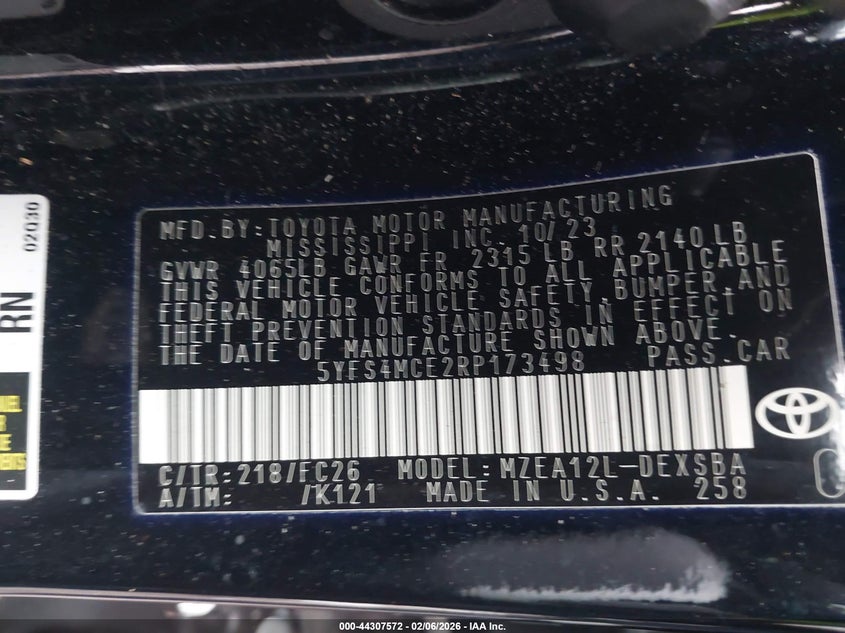 MFD.BY:TOYOTA MOTOR MANUFACTURING
MISSISSIPPI INC. 10/23
GVWR 4065LB GAWR FR 2315LB RR 2140LB
THIS VEHICLE CONFORMS TO ALL APPLICABLE
FEDERAL MOTOR VEHICLE SAFETY,BUMPER,AND
THEFT PREVENTION STANDARDS IN EFFECT ON
THE DATE OF MANUFACTURE SHOWN ABOVE.
5YFS4MCE2RP173498 PASS.CAR
C/TR:218/FC26 MODEL:MZEA12L-DEXSBA
A/TM: /K121 MADE IN U.S.A. 258
RN
02030
000-44307572 - 02/06/2026 - IAA Inc.